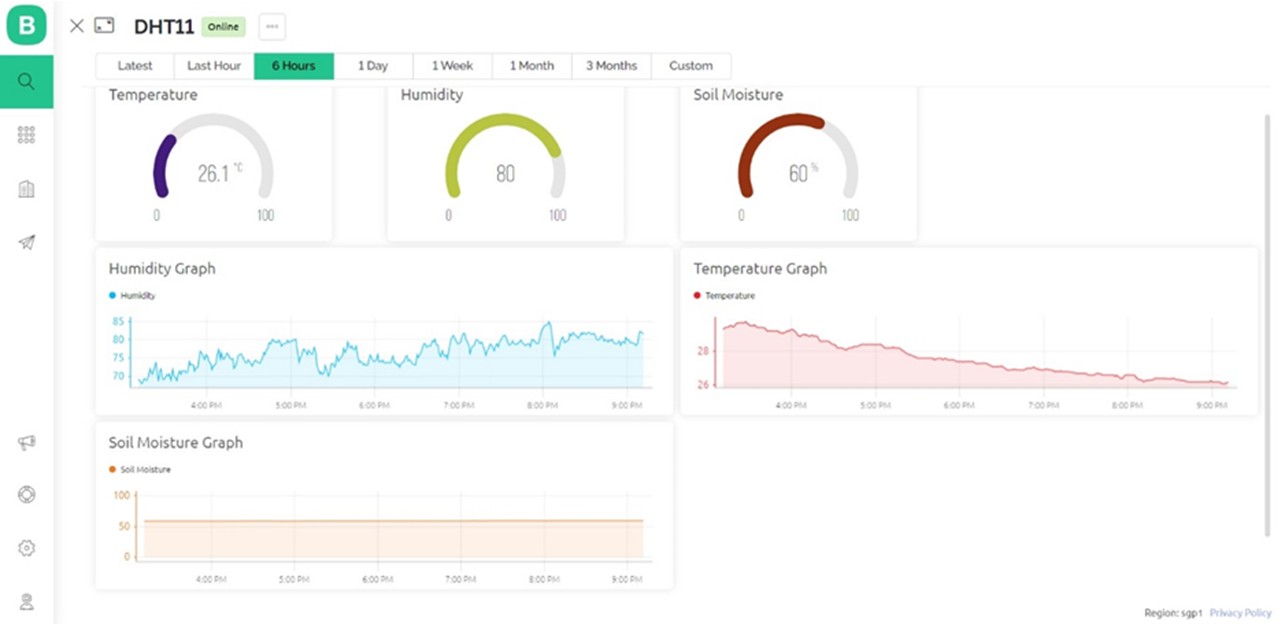 B
DHT11 Online
Latest Last Hour 6 Hours 1 Day 1 Week 1 Month 3 Months Custom
Temperature Humidity Soil Moisture
26.1 °C 80 60 %
0 100 0 100 0 100
Humidity Graph
Humidity
85
80
75
70
4:00 PM 5:00 PM 6:00 PM 7:00 PM 8:00 PM 9:00 PM
Temperature Graph
Temperature
28
26
4:00 PM 5:00 PM 6:00 PM 7:00 PM 8:00 PM 9:00 PM
Soil Moisture Graph
Soil Moisture
100
50
0
4:00 PM 5:00 PM 6:00 PM 7:00 PM 8:00 PM 9:00 PM
Region: sgp1 Privacy Policy